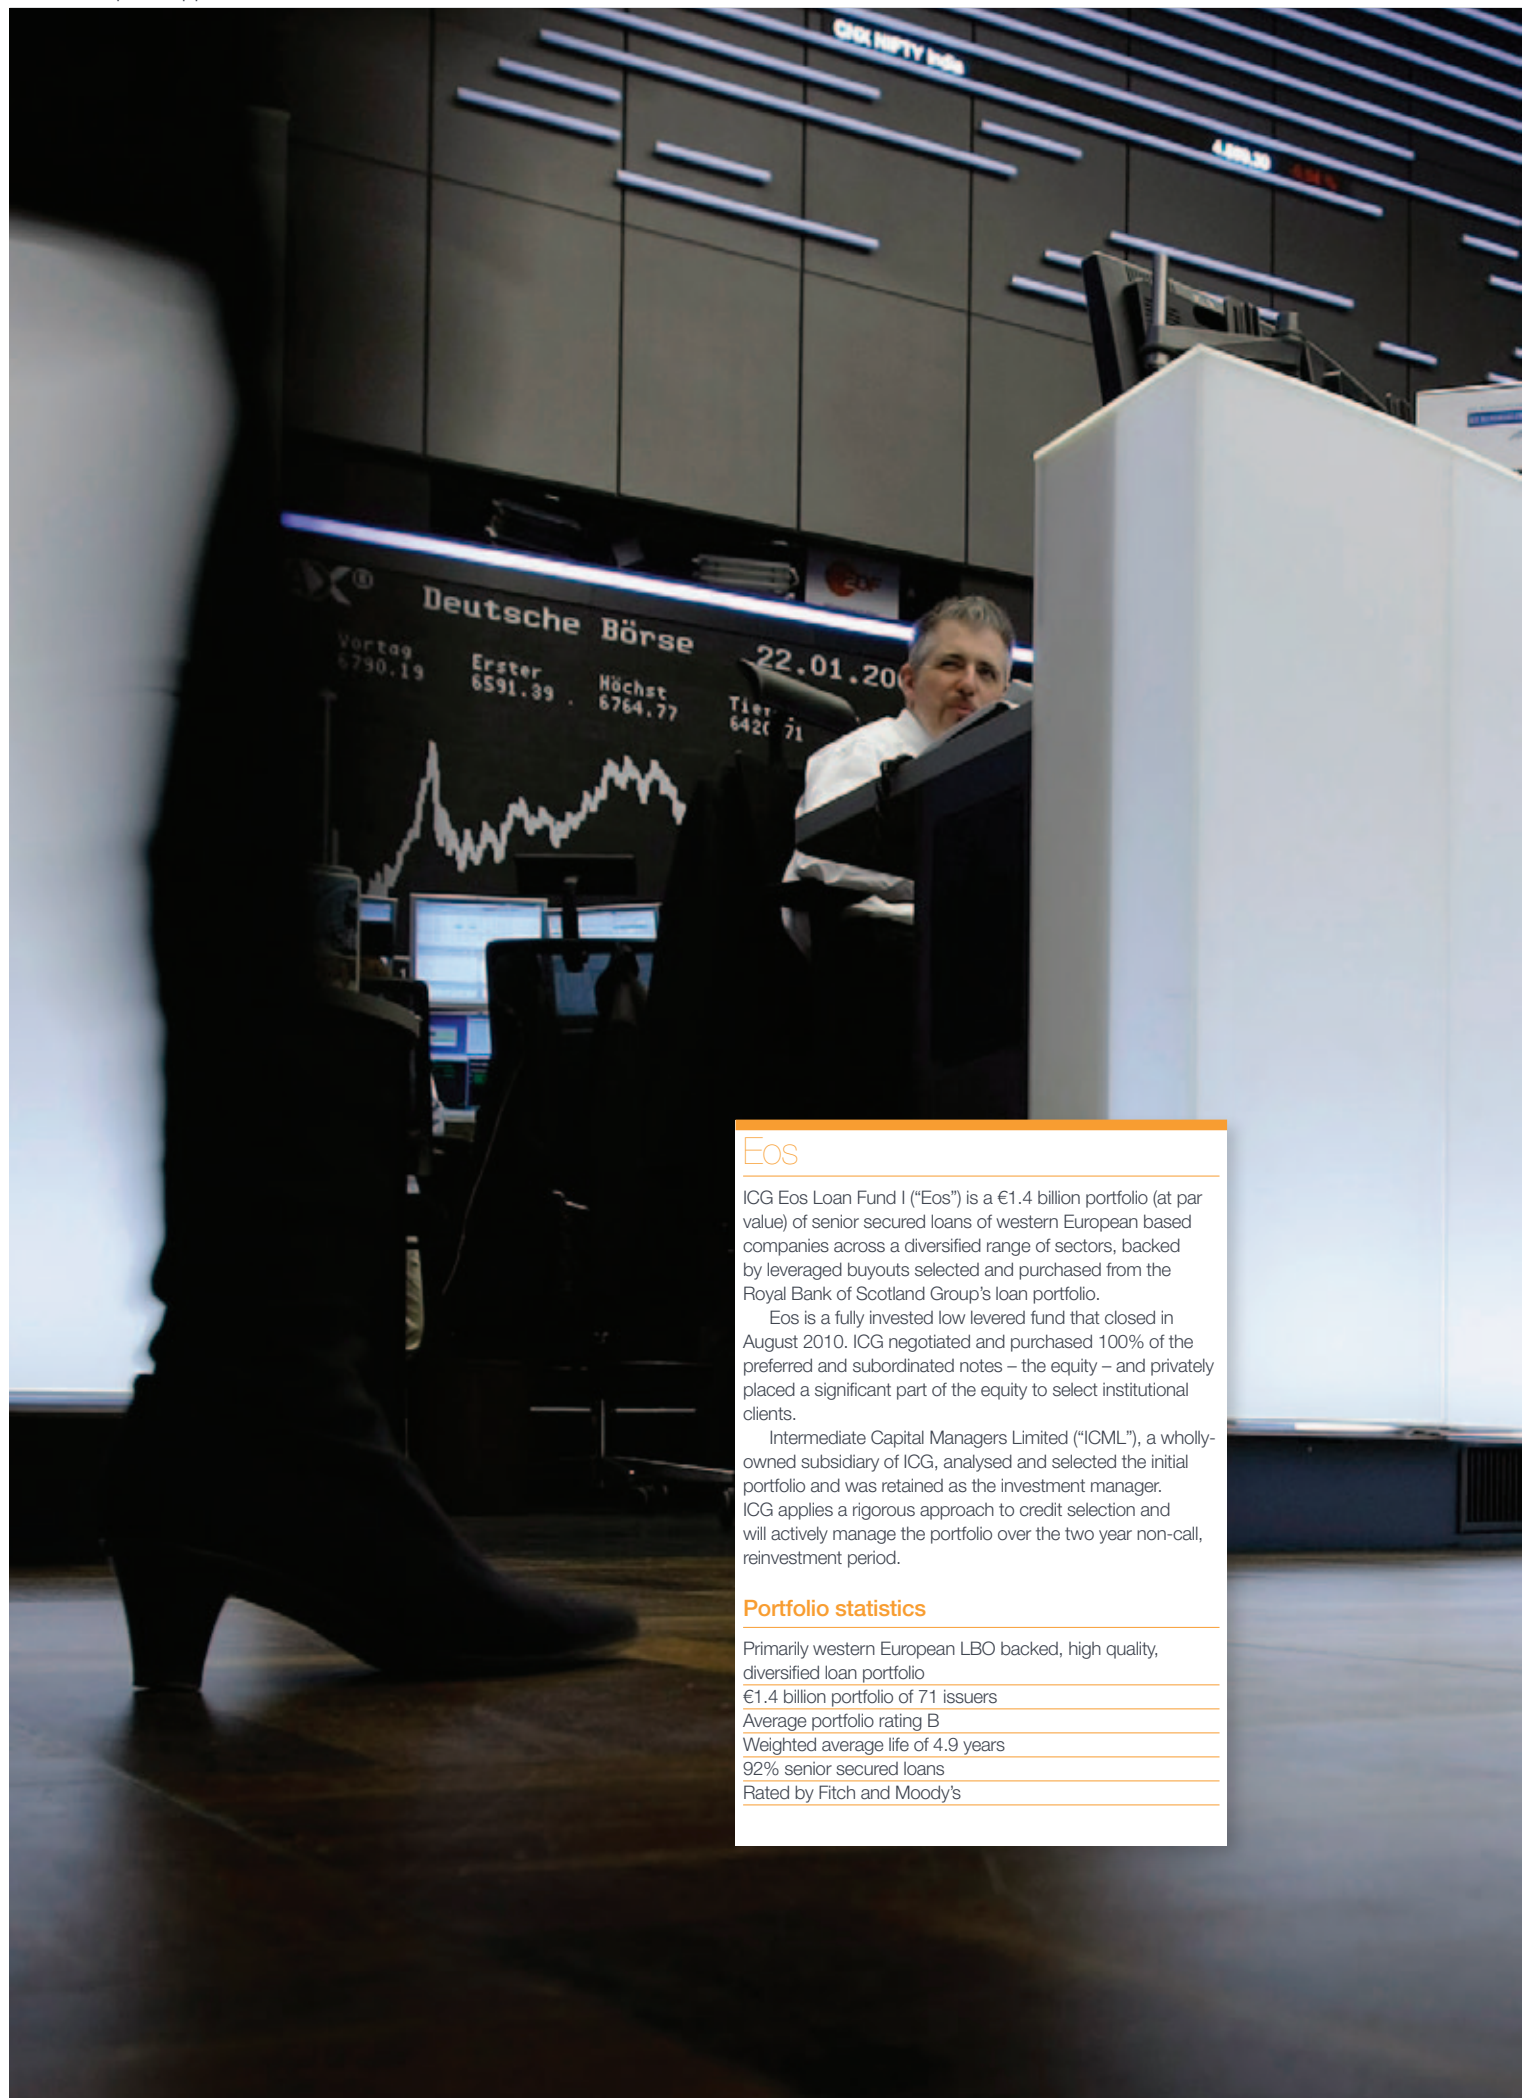 CNX NIFTY India
Deutsche Börse
22.01.20
Vortag Erster Höchst
6790.19 6591.39 6764.77
ZDF
Eos
ICG Eos Loan Fund I (“Eos”) is a €1.4 billion portfolio (at par
value) of senior secured loans of western European based
companies across a diversified range of sectors, backed
by leveraged buyouts selected and purchased from the
Royal Bank of Scotland Group’s loan portfolio.
Eos is a fully invested low levered fund that closed in
August 2010. ICG negotiated and purchased 100% of the
preferred and subordinated notes – the equity – and privately
placed a significant part of the equity to select institutional
clients.
Intermediate Capital Managers Limited (“ICML”), a wholly-
owned subsidiary of ICG, analysed and selected the initial
portfolio and was retained as the investment manager.
ICG applies a rigorous approach to credit selection and
will actively manage the portfolio over the two year non-call,
reinvestment period.
Portfolio statistics
Primarily western European LBO backed, high quality,
diversified loan portfolio
€1.4 billion portfolio of 71 issuers
Average portfolio rating B
Weighted average life of 4.9 years
92% senior secured loans
Rated by Fitch and Moody’s